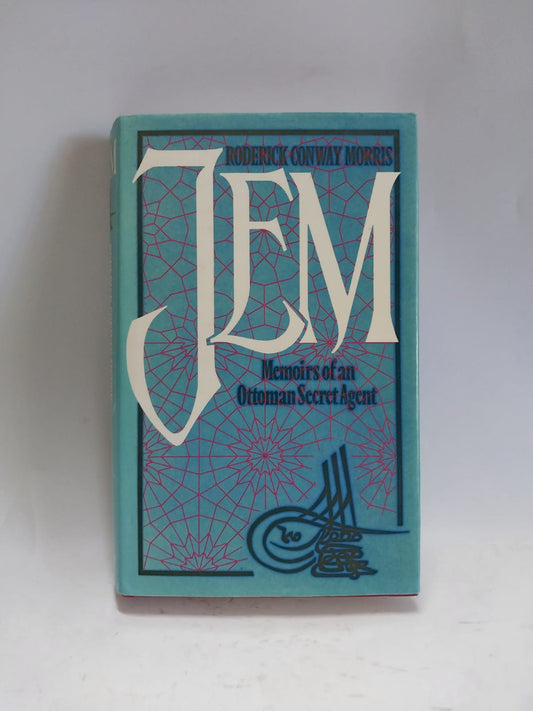 RODERICK CONWAY MORRIS
JEM
Memoirs of an
Ottoman Secret Agent